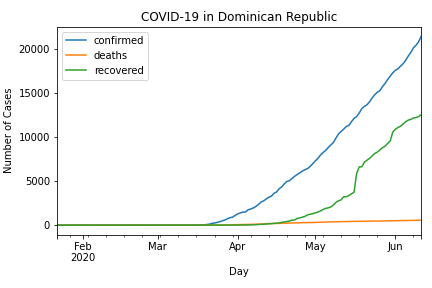 COVID-19 in Dominican Republic
confirmed
deaths
recovered
Number of Cases
20000
15000
10000
5000
0
Feb
2020
Mar
Apr
May
Jun
Day